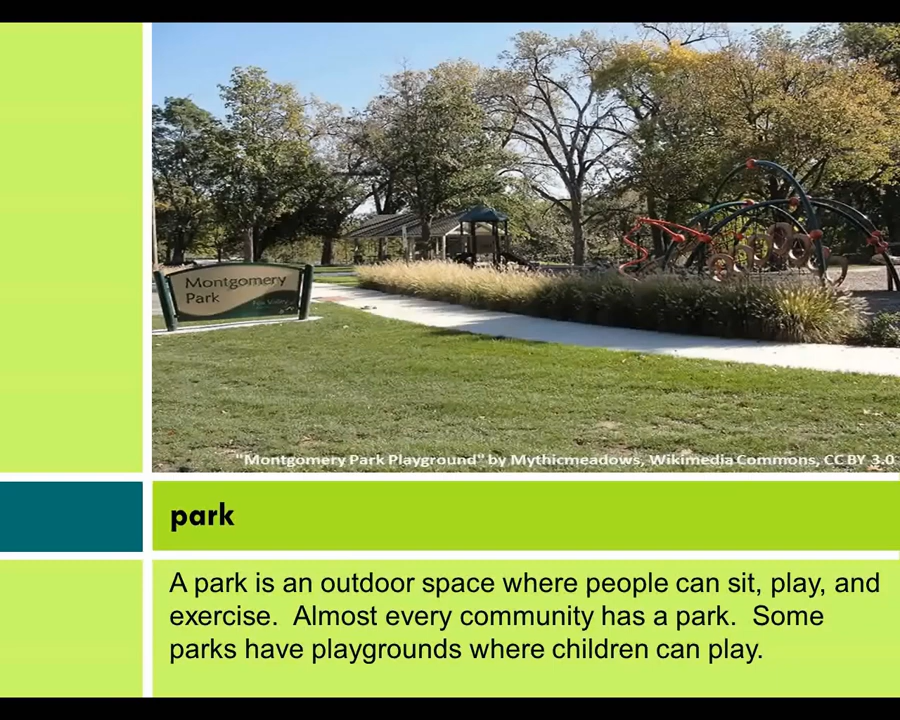 Montgomery
Park
Fox Valley
"Montgomery Park Playground" by Mythicmeadows, Wikimedia Commons, CC BY 3.0
park
A park is an outdoor space where people can sit, play, and
exercise.  Almost every community has a park.  Some
parks have playgrounds where children can play.